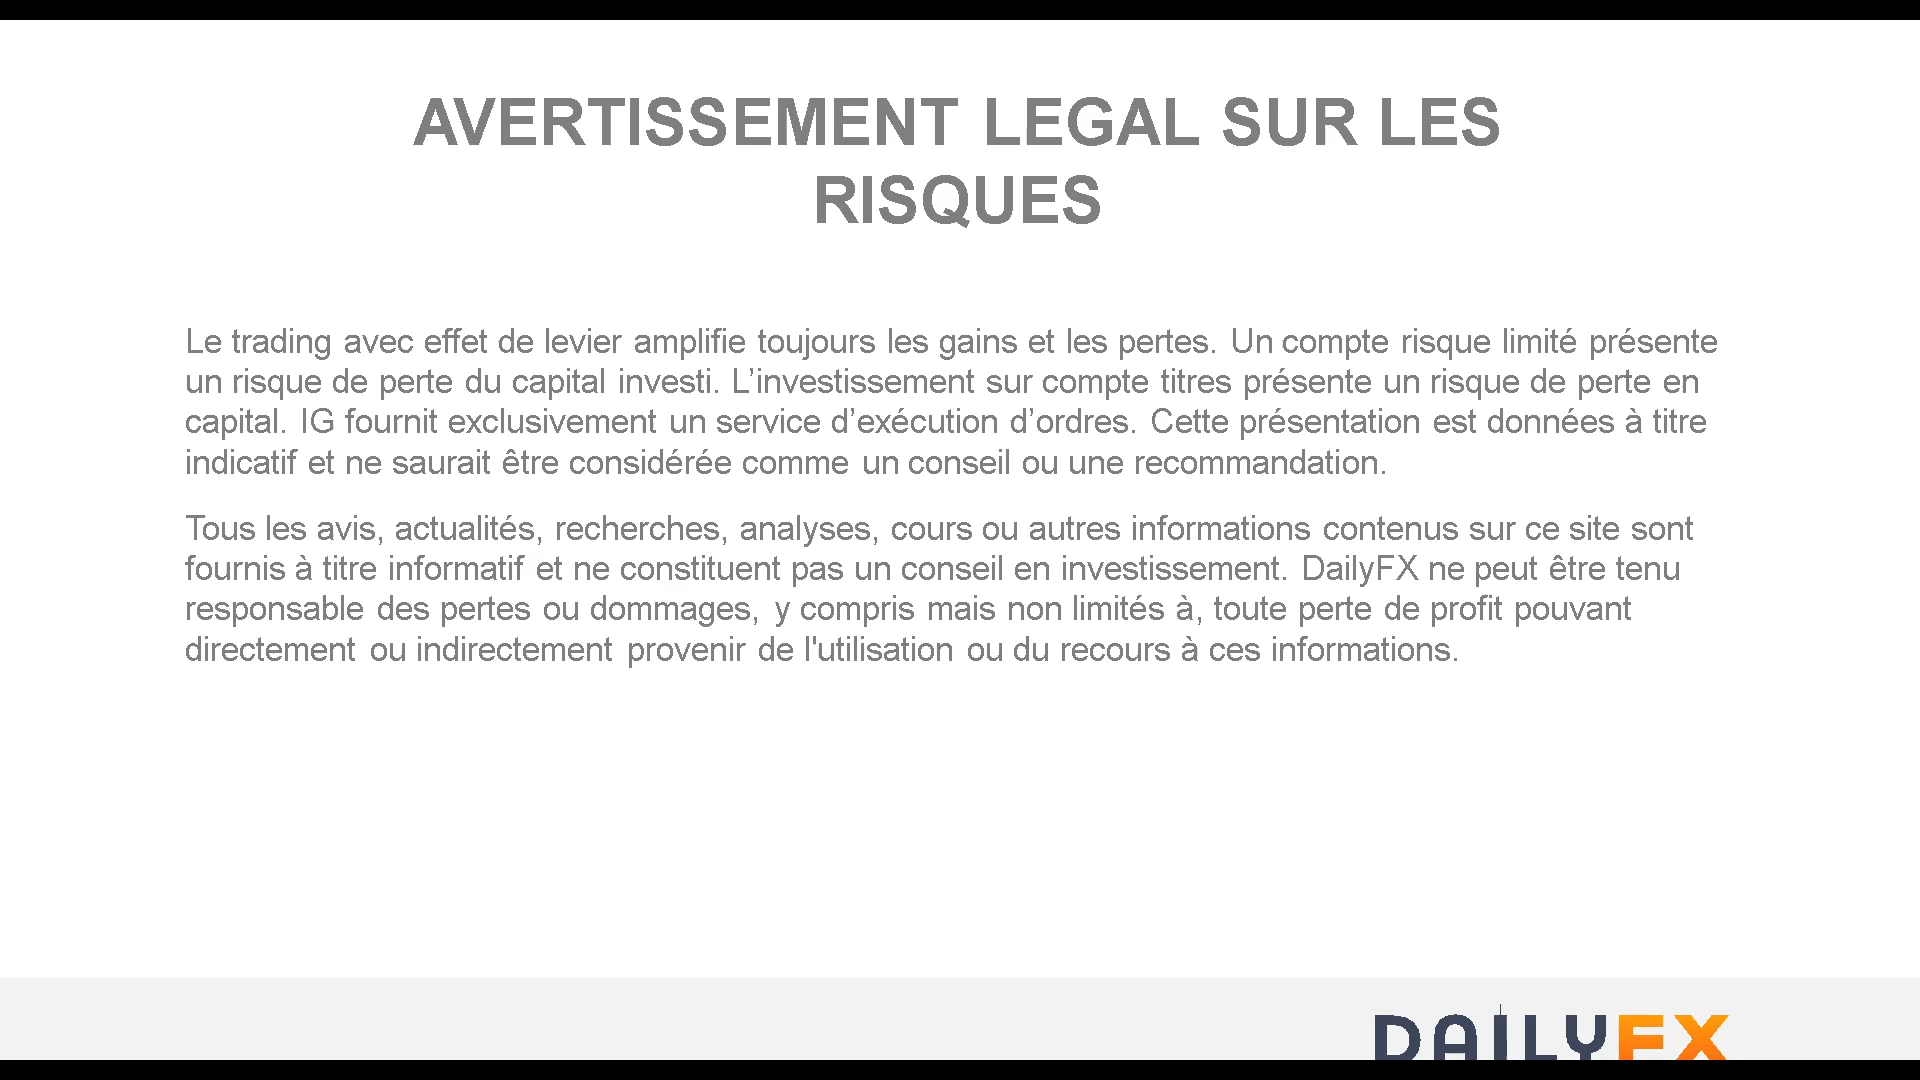 AVERTISSEMENT LEGAL SUR LES
RISQUES
Le trading avec effet de levier amplifie toujours les gains et les pertes. Un compte risque limité présente
un risque de perte du capital investi. L’investissement sur compte titres présente un risque de perte en
capital. IG fournit exclusivement un service d’exécution d’ordres. Cette présentation est données à titre
indicatif et ne saurait être considérée comme un conseil ou une recommandation.
Tous les avis, actualités, recherches, analyses, cours ou autres informations contenus sur ce site sont
fournis à titre informatif et ne constituent pas un conseil en investissement. DailyFX ne peut être tenu
responsable des pertes ou dommages, y compris mais non limités à, toute perte de profit pouvant
directement ou indirectement provenir de l'utilisation ou du recours à ces informations.
DAILYFX